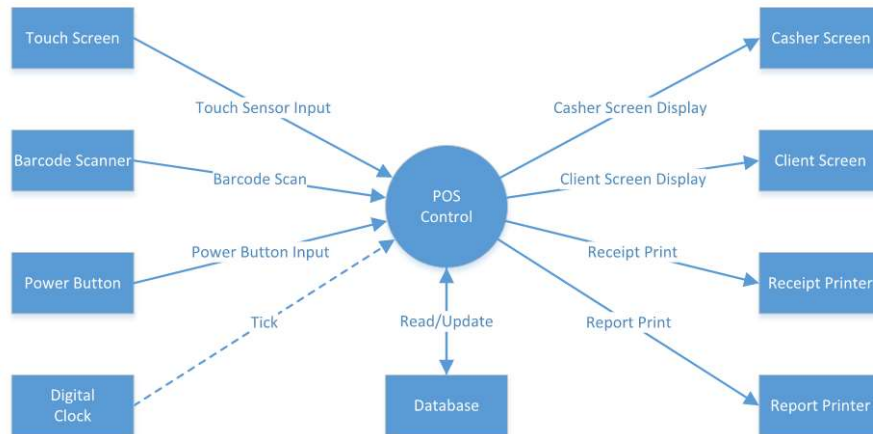 Touch Screen
Casher Screen
Touch Sensor Input
Casher Screen Display
Barcode Scanner
Client Screen
Barcode Scan
Client Screen Display
POS
Control
Power Button Input
Receipt Print
Power Button
Receipt Printer
Tick
Read/Update
Report Print
Digital
Clock
Database
Report Printer